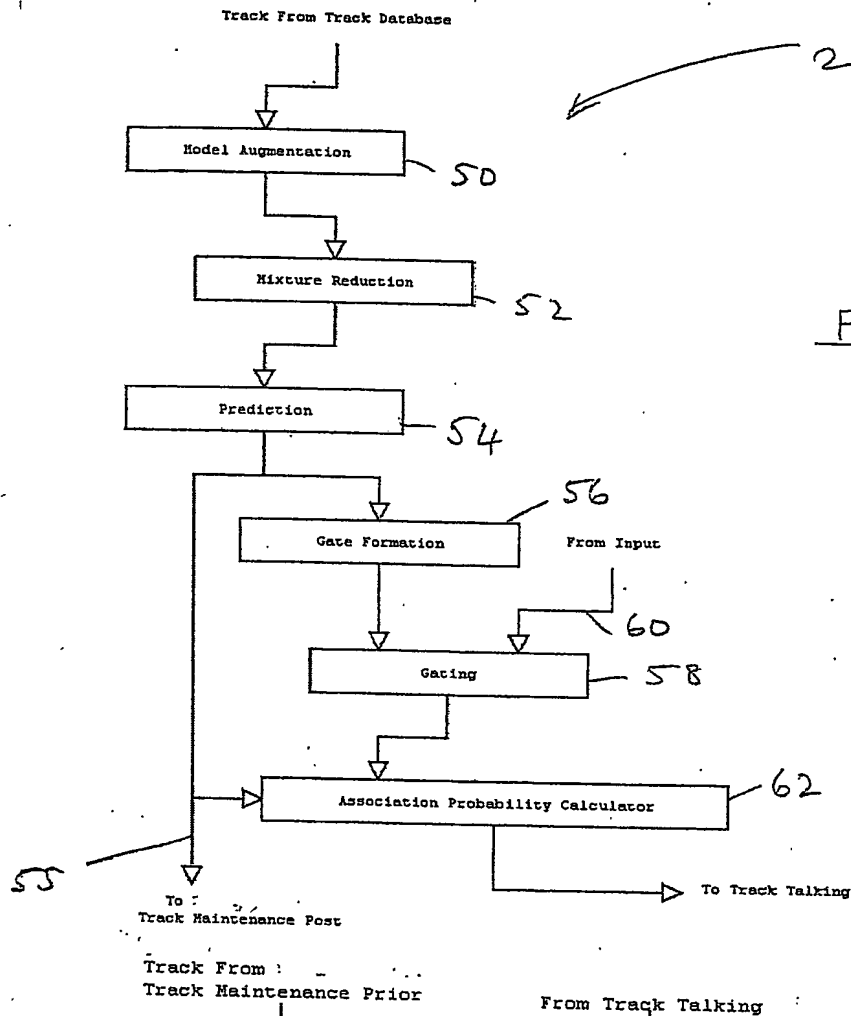 Track From Track Database
2
Model Augmentation
50
Mixture Reduction
52
F
Prediction
54
56
Gate Formation
From Input
60
Gating
58
62
Association Probability Calculator
55
To
Track Maintenance Post
To Track Talking
Track From
Track Maintenance Prior
From Track Talking